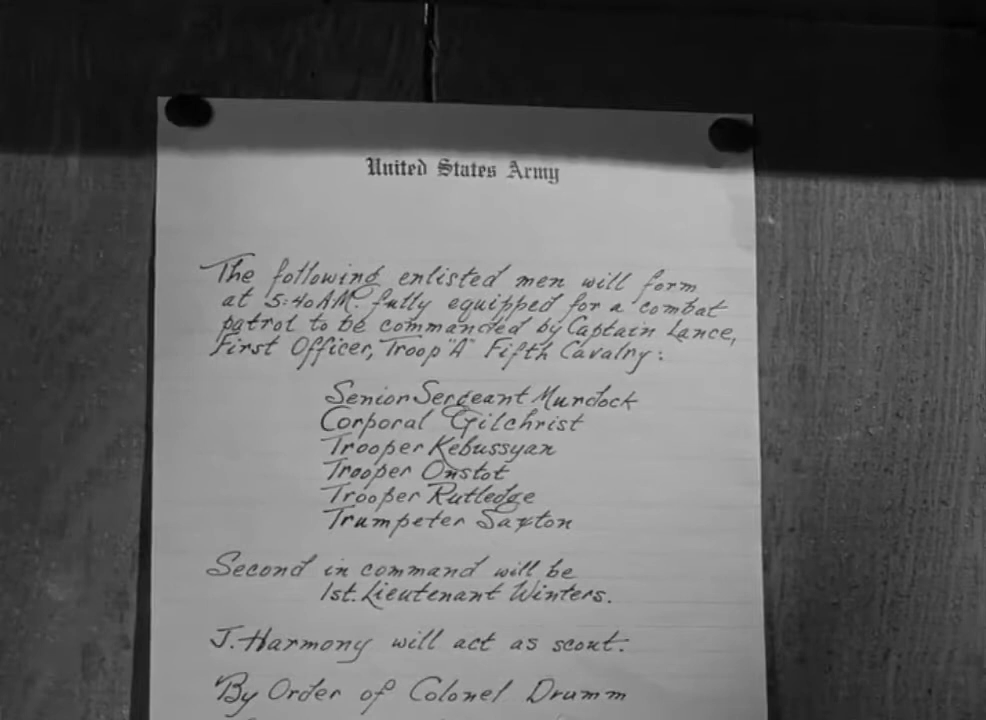 United States Army
The following enlisted men will form
at 5:40 A.M. fully equipped for a combat
patrol to be commanded by Captain Lance,
First Officer, Troop "A" Fifth Cavalry:
Senior Sergeant Murdock
Corporal Gilchrist
Trooper Kebussyan
Trooper Onstot
Trooper Rutledge
Trumpeter Saxton
Second in command will be
1st. Lieutenant Winters.
J. Harmony will act as scout.
By Order of Colonel Drumm